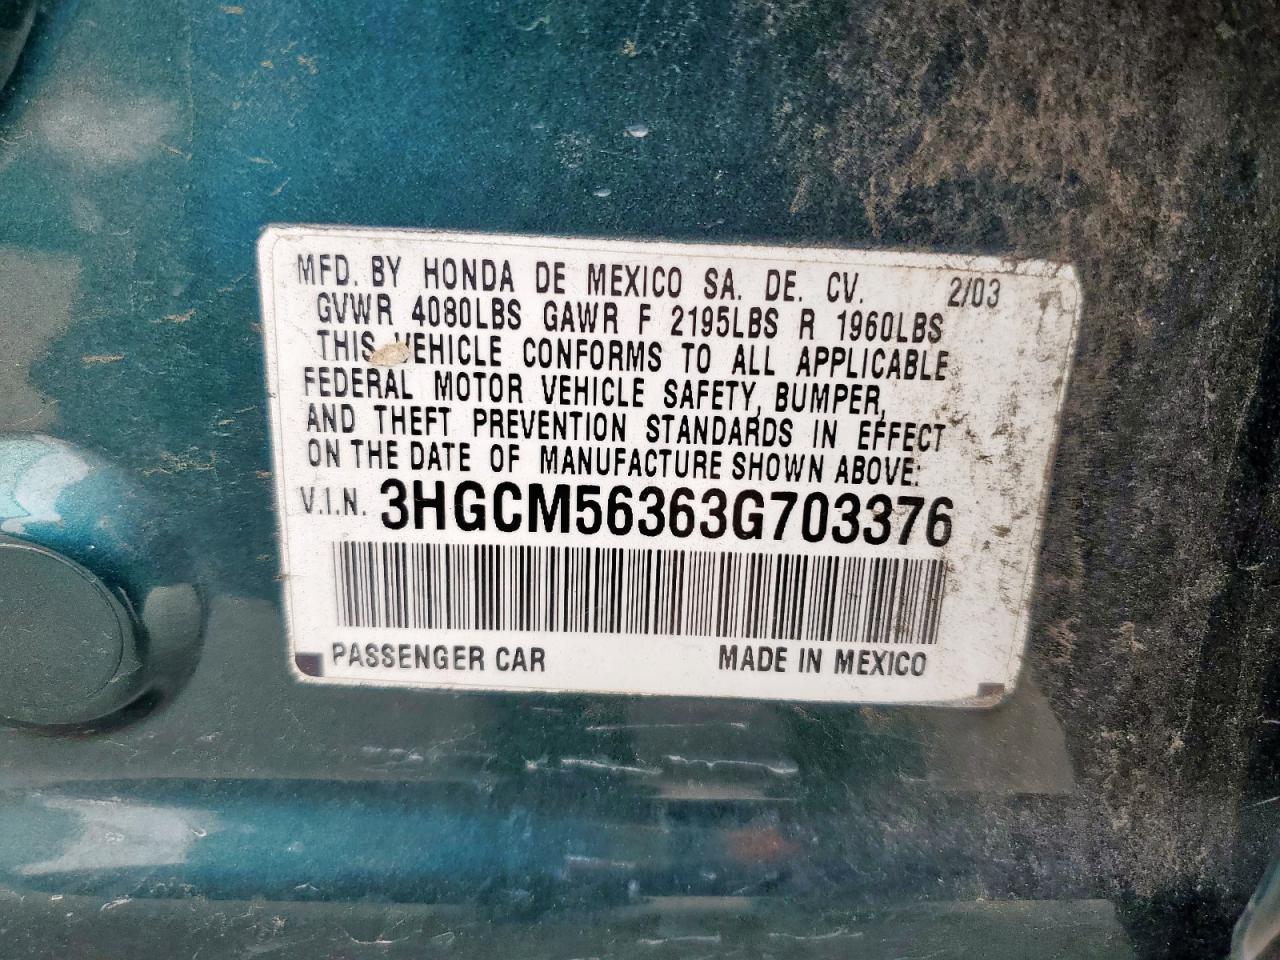 MFD. BY HONDA DE MEXICO SA. DE. CV. 2/03
GVWR 4080LBS GAWR F 2195LBS R 1960LBS
THIS VEHICLE CONFORMS TO ALL APPLICABLE
FEDERAL MOTOR VEHICLE SAFETY, BUMPER,
AND THEFT PREVENTION STANDARDS IN EFFECT
ON THE DATE OF MANUFACTURE SHOWN ABOVE:
V.I.N. 3HGCM56363G703376
PASSENGER CAR MADE IN MEXICO